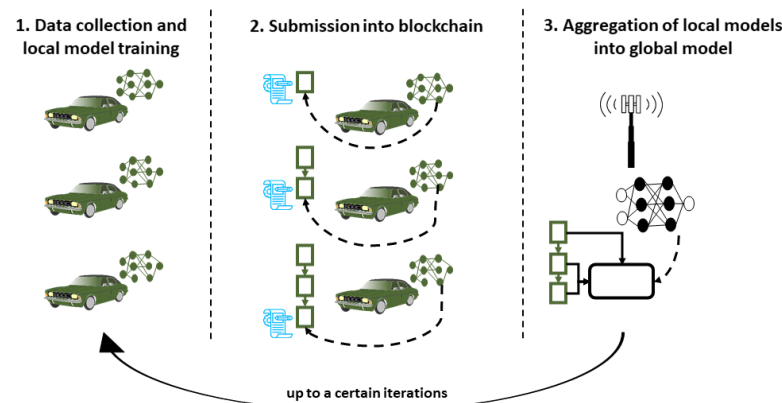 1. Data collection and
local model training
2. Submission into blockchain
3. Aggregation of local models
into global model
up to a certain iterations